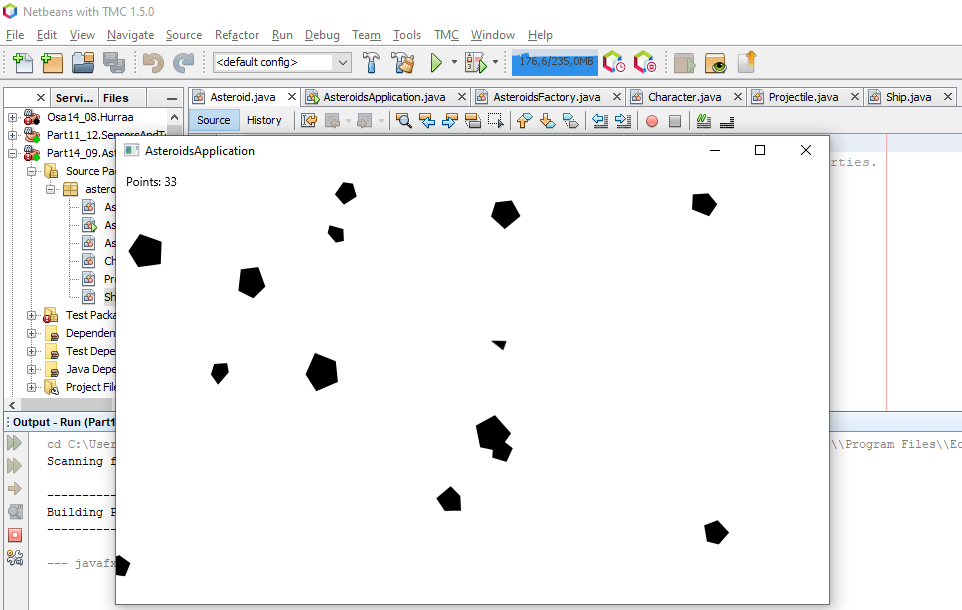 Netbeans with TMC 1.5.0
File Edit View Navigate Source Refactor Run Debug Team Tools TMC Window Help
<default config>
176,6/235,0MB
Servi... Files
Asteroid.java AsteroidsApplication.java AsteroidsFactory.java Character.java Projectile.java Ship.java
Osa14_08.Hurraa
Source History
Part11_12.SensorsAndT
Part14_09.Ast
AsteroidsApplication
rties.
Source Pac
Points: 33
astero
As
As
As
Ch
Pr
Sh
Test Packa
Dependen
Test Depe
Java Depe
Project File
Output - Run (Part1
cd C:\User
\\Program Files\\Ec
Scanning f
-----------
Building P
-----------
--- javafx